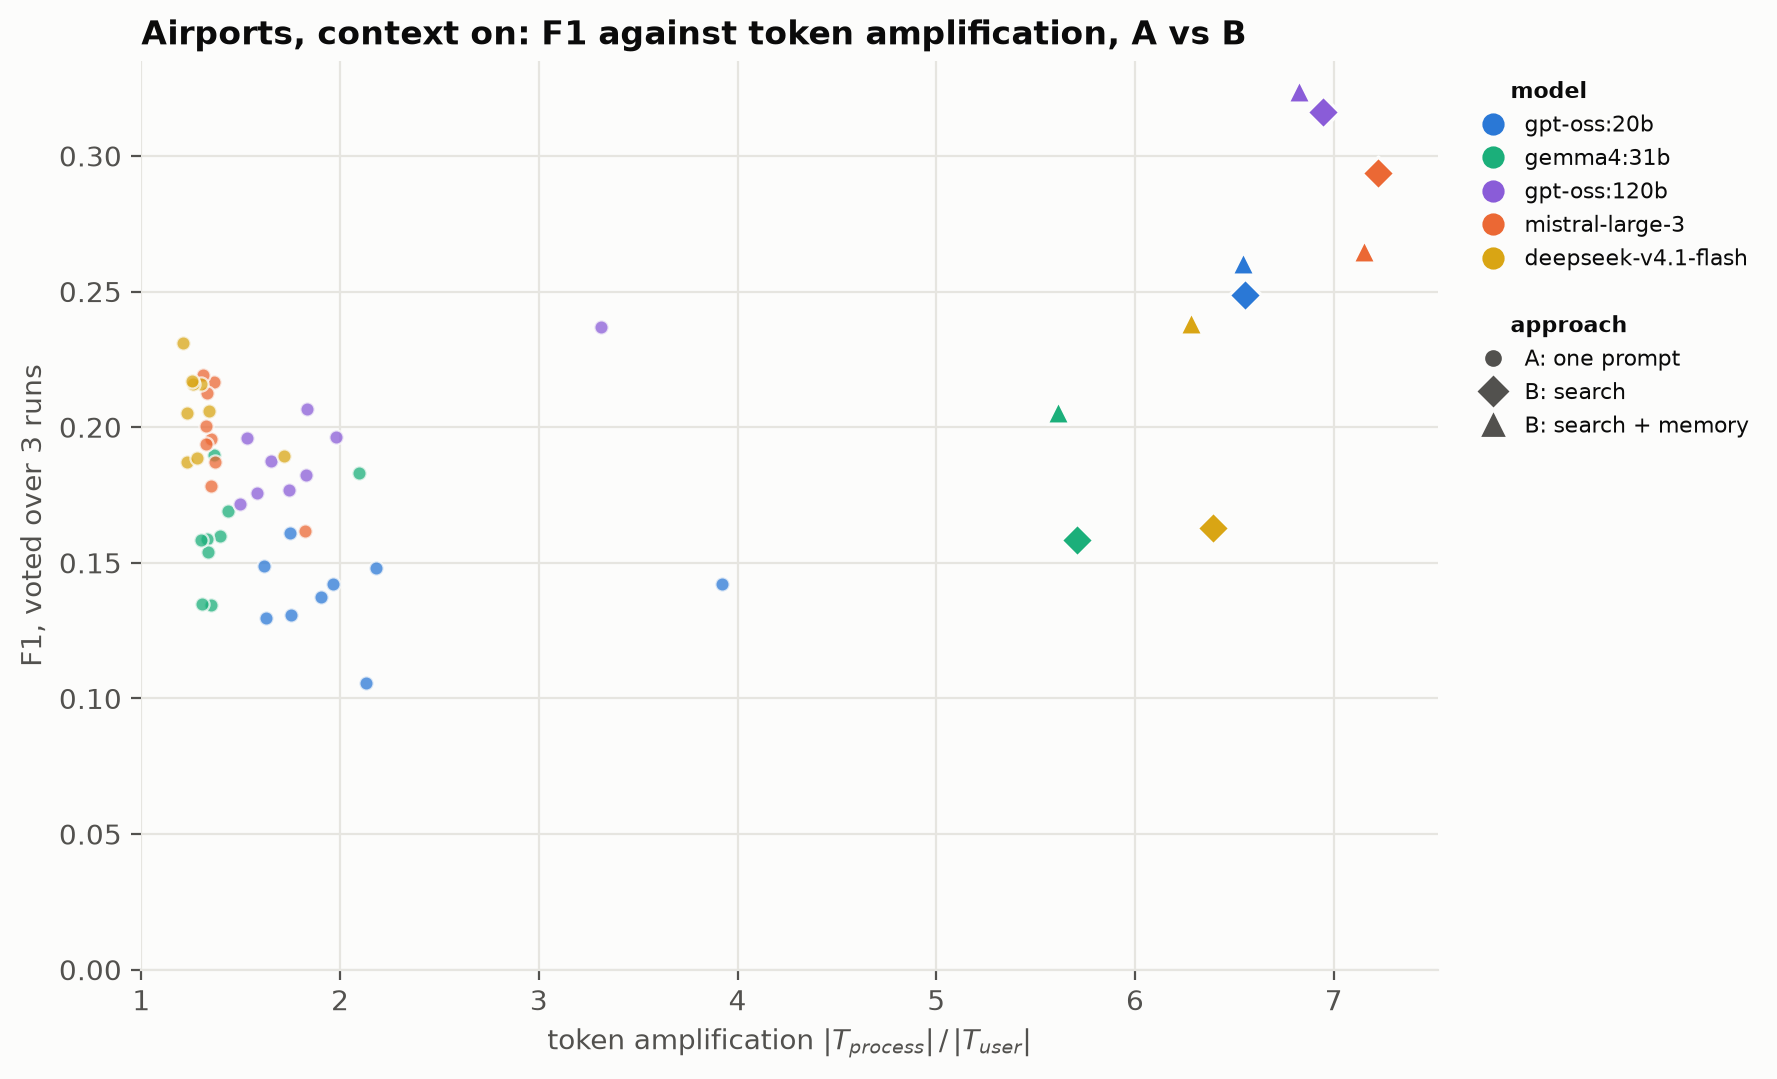 Airports, context on: F1 against token amplification, A vs B
F1, voted over 3 runs
0.30
0.25
0.20
0.15
0.10
0.05
0.00
1 2 3 4 5 6 7
token amplification |T_process| / |T_user|
model
gpt-oss:20b
gemma4:31b
gpt-oss:120b
mistral-large-3
deepseek-v4.1-flash
approach
A: one prompt
B: search
B: search + memory